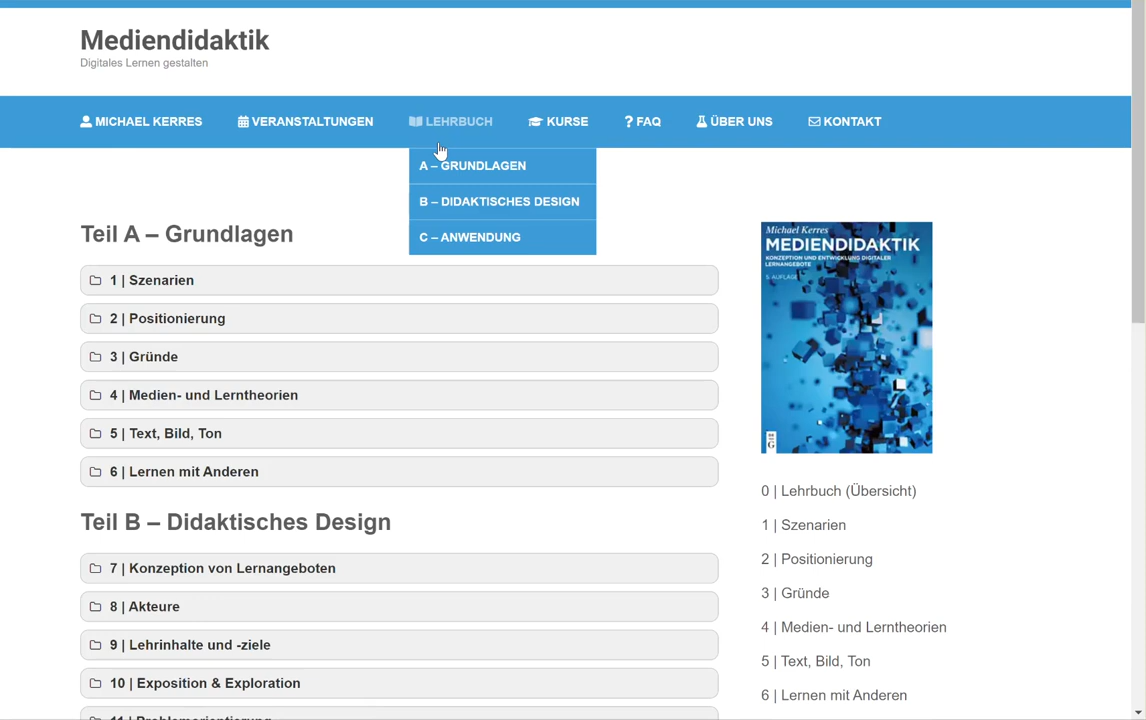 Mediendidaktik
Digitales Lernen gestalten
MICHAEL KERRES
VERANSTALTUNGEN
LEHRBUCH
KURSE
? FAQ
ÜBER UNS
KONTAKT
A – GRUNDLAGEN
B – DIDAKTISCHES DESIGN
C – ANWENDUNG
Teil A – Grundlagen
1 | Szenarien
2 | Positionierung
3 | Gründe
4 | Medien- und Lerntheorien
5 | Text, Bild, Ton
6 | Lernen mit Anderen
Teil B – Didaktisches Design
7 | Konzeption von Lernangeboten
8 | Akteure
9 | Lehrinhalte und -ziele
10 | Exposition & Exploration
11 | Problemorientierung
Michael Kerres
MEDIENDIDAKTIK
KONZEPTION UND ENTWICKLUNG DIGITALER
LERNANGEBOTE
5. AUFLAGE
0 | Lehrbuch (Übersicht)
1 | Szenarien
2 | Positionierung
3 | Gründe
4 | Medien- und Lerntheorien
5 | Text, Bild, Ton
6 | Lernen mit Anderen